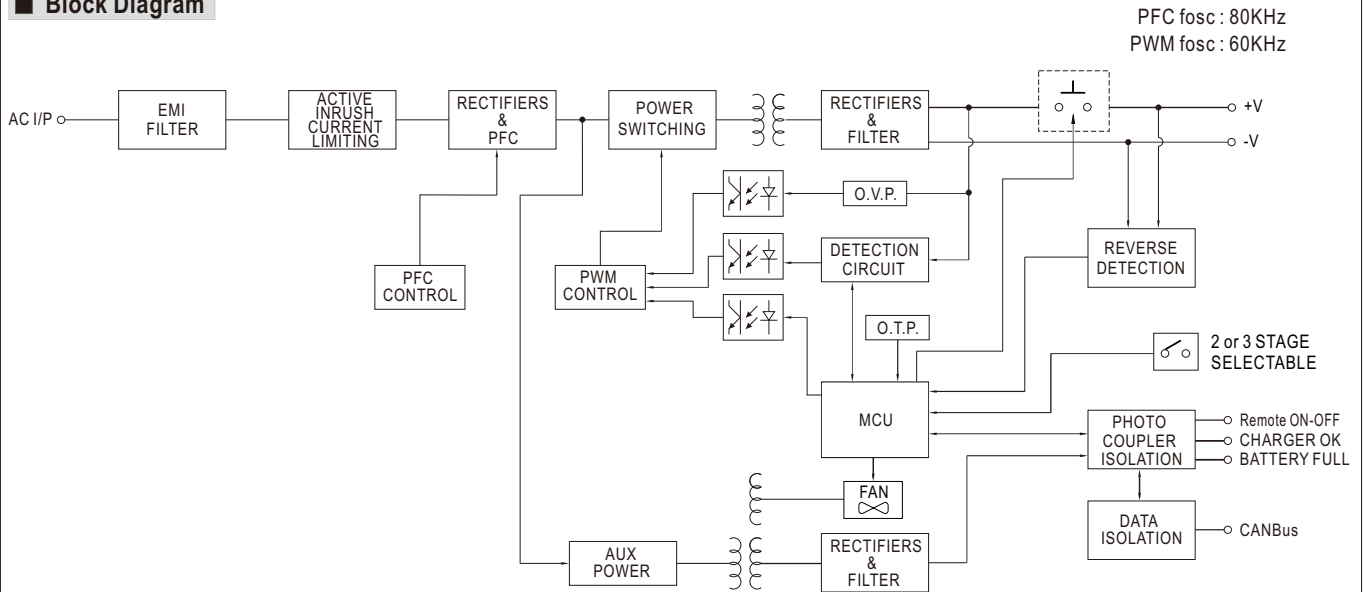 ■ Block Diagram
PFC fosc : 80KHz
PWM fosc : 60KHz
AC I/P
EMI
FILTER
ACTIVE
INRUSH
CURRENT
LIMITING
RECTIFIERS
&
PFC
POWER
SWITCHING
RECTIFIERS
&
FILTER
+V
-V
O.V.P.
DETECTION
CIRCUIT
REVERSE
DETECTION
PFC
CONTROL
PWM
CONTROL
O.T.P.
2 or 3 STAGE
SELECTABLE
MCU
PHOTO
COUPLER
ISOLATION
Remote ON-OFF
CHARGER OK
BATTERY FULL
FAN
DATA
ISOLATION
CANBus
AUX
POWER
RECTIFIERS
&
FILTER